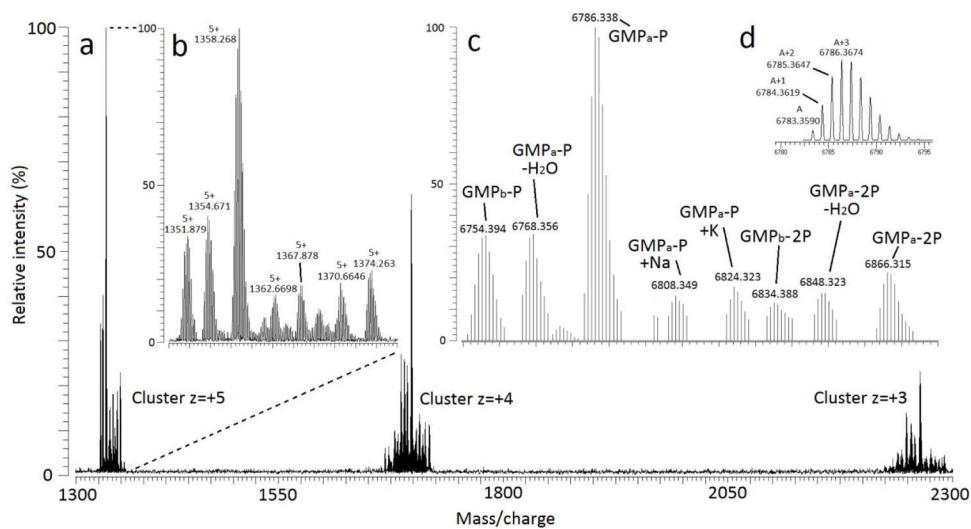 Relative intensity (%)
100
50
0
a
1300
1550
1800
2050
2300
Mass/charge
Cluster z=+5
Cluster z=+4
Cluster z=+3
b
100
50
0
5+
1351.879
5+
1354.671
5+
1358.268
5+
1362.6698
5+
1367.878
5+
1370.6646
5+
1374.263
c
100
50
0
GMPb-P
6754.394
GMPa-P
-H2O
6768.356
6786.338
GMPa-P
GMPa-P
+Na
6808.349
GMPa-P
+K
6824.323
GMPb-2P
6834.388
GMPa-2P
-H2O
6848.323
GMPa-2P
6866.315
d
A
6783.3590
A+1
6784.3619
A+2
6785.3647
A+3
6786.3674
6780
6785
6790
6795